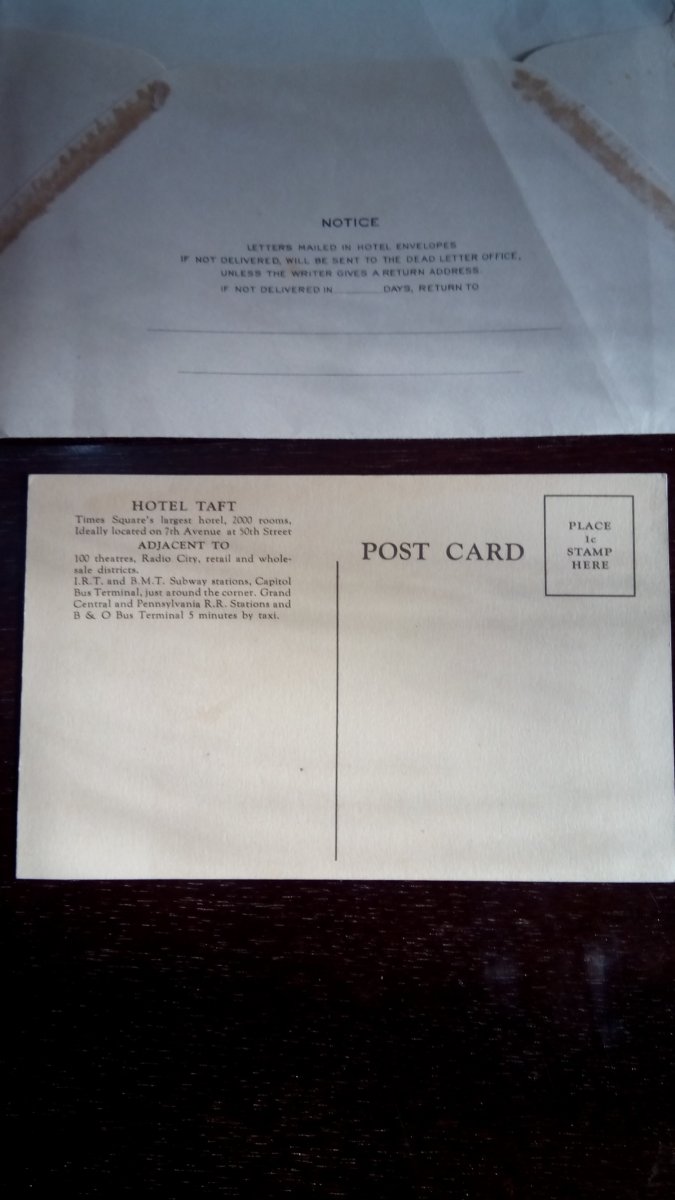 NOTICE
LETTERS MAILED IN HOTEL ENVELOPES
IF NOT DELIVERED, WILL BE SENT TO THE DEAD LETTER OFFICE,
UNLESS THE WRITER GIVES A RETURN ADDRESS.
IF NOT DELIVERED IN ______ DAYS, RETURN TO
HOTEL TAFT
Times Square's largest hotel, 2000 rooms,
Ideally located on 7th Avenue at 50th Street
ADJACENT TO
100 theatres, Radio City, retail and whole-
sale districts.
I.R.T. and B.M.T. Subway stations, Capitol
Bus Terminal, just around the corner. Grand
Central and Pennsylvania R.R. Stations and
B & O Bus Terminal 5 minutes by taxi.
POST CARD
PLACE
1c
STAMP
HERE